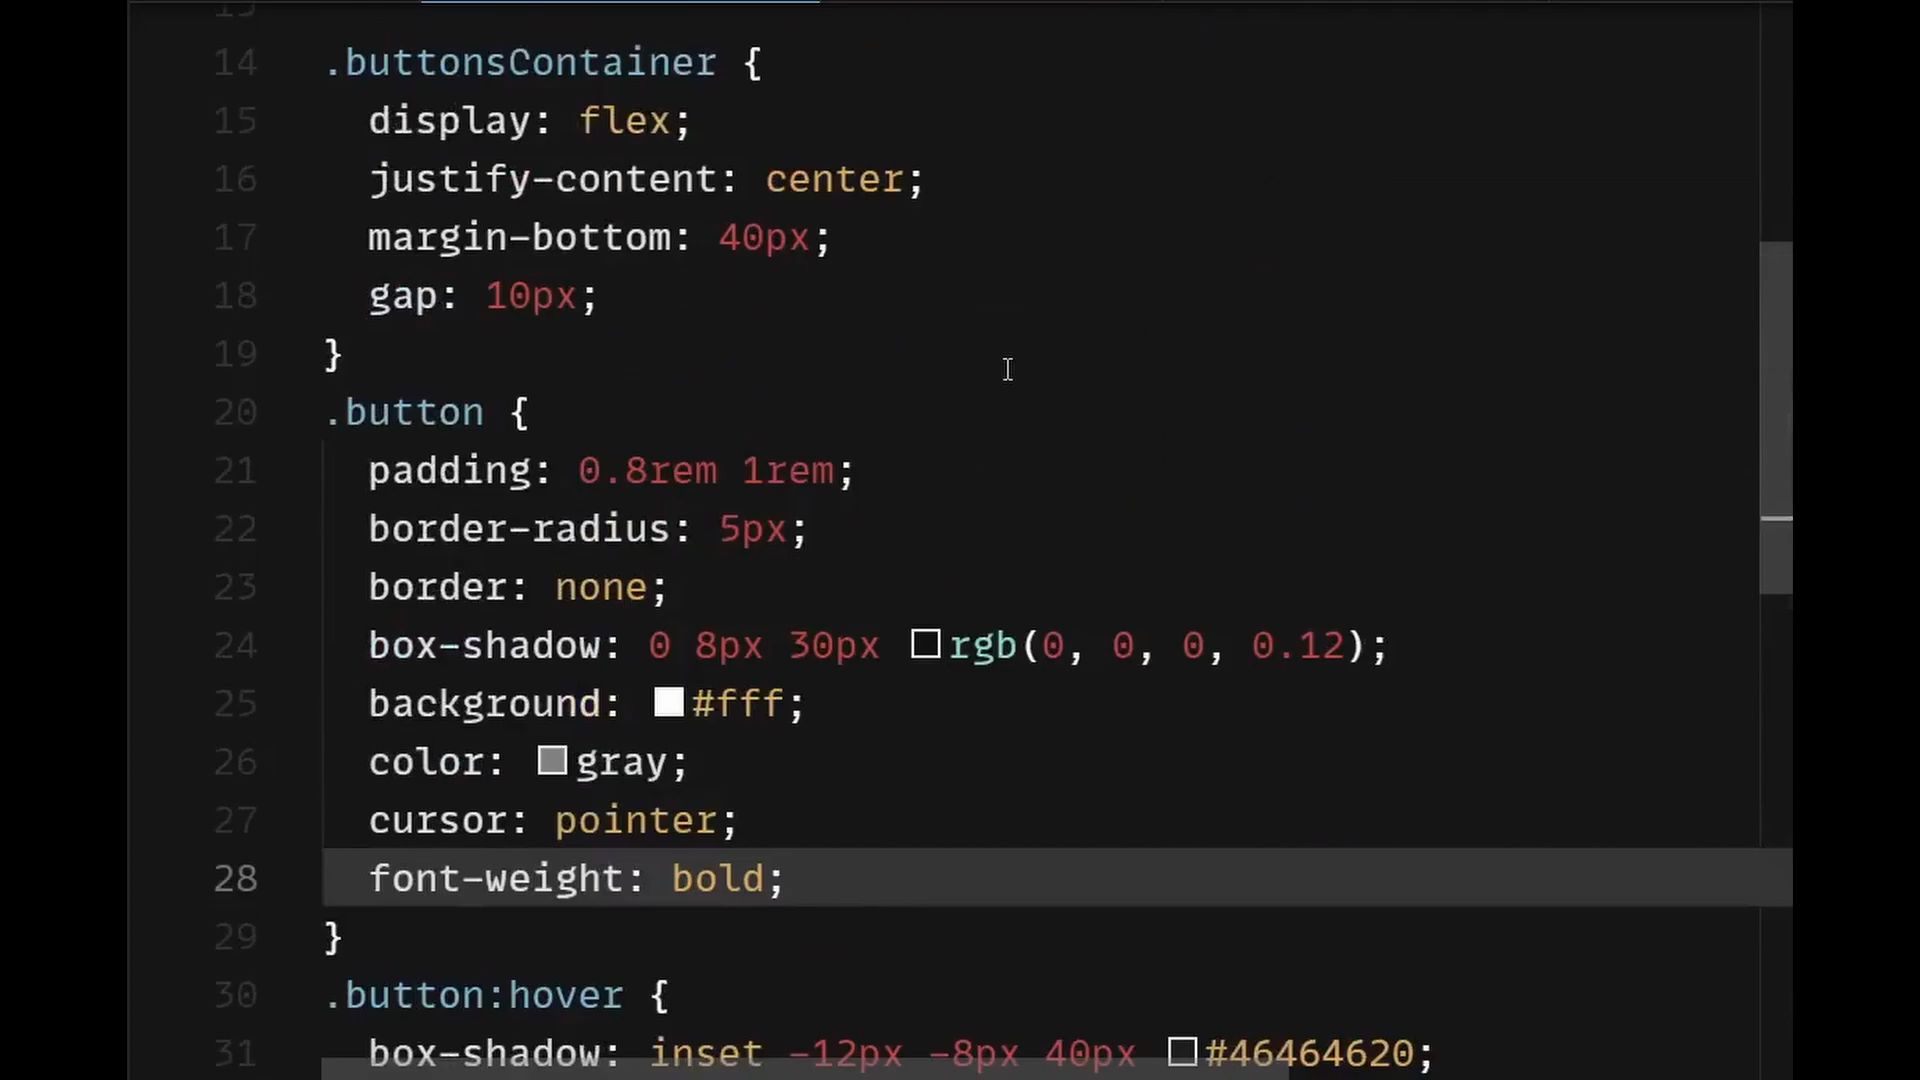 14 .buttonsContainer {
15 display: flex;
16 justify-content: center;
17 margin-bottom: 40px;
18 gap: 10px;
19 }
20 .button {
21 padding: 0.8rem 1rem;
22 border-radius: 5px;
23 border: none;
24 box-shadow: 0 8px 30px rgb(0, 0, 0, 0.12);
25 background: #fff;
26 color: gray;
27 cursor: pointer;
28 font-weight: bold;
29 }
30 .button:hover {
31 box-shadow: inset -12px -8px 40px #46464620;